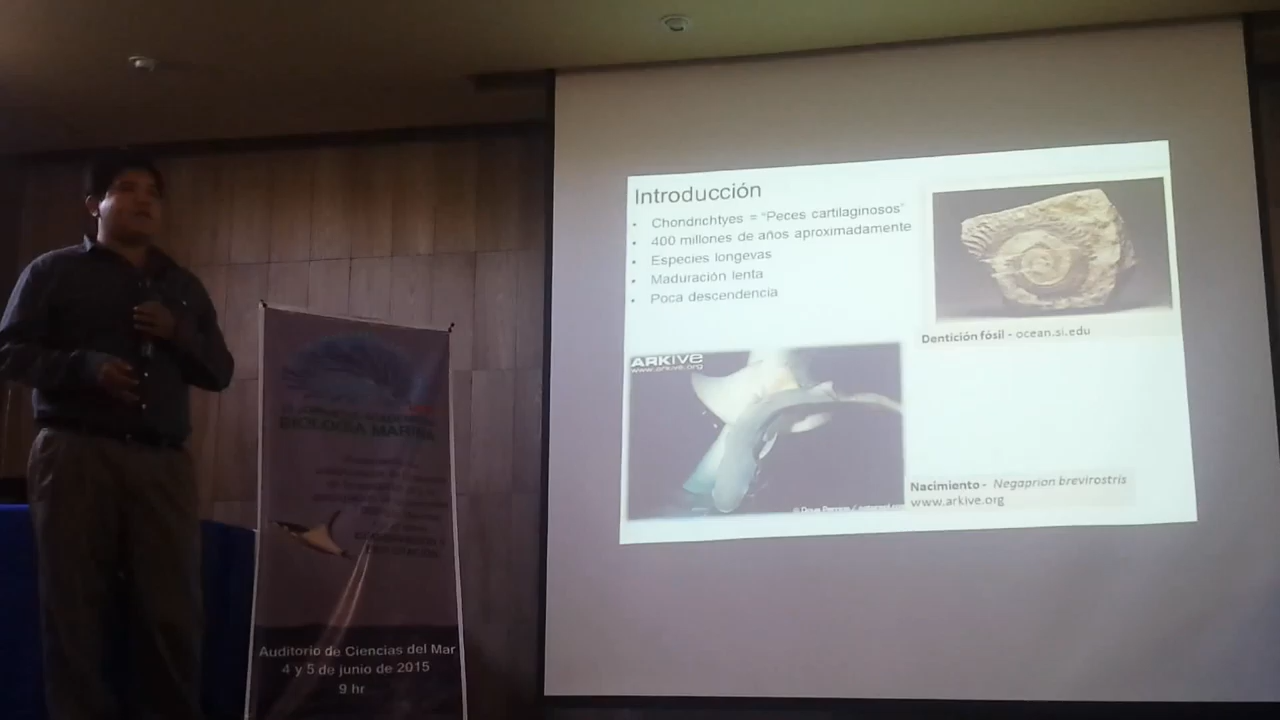 Introducción
• Chondrichtyes = "Peces cartilaginosos"
• 400 millones de años aproximadamente
• Especies longevas
• Maduración lenta
• Poca descendencia
Dentición fósil - ocean.si.edu
ARKIVE
www.arkive.org
Nacimiento - Negaprion brevirostris
www.arkive.org
BIOLOGÍA MARINA
Auditorio de Ciencias del Mar
4 y 5 de junio de 2015
9 hr